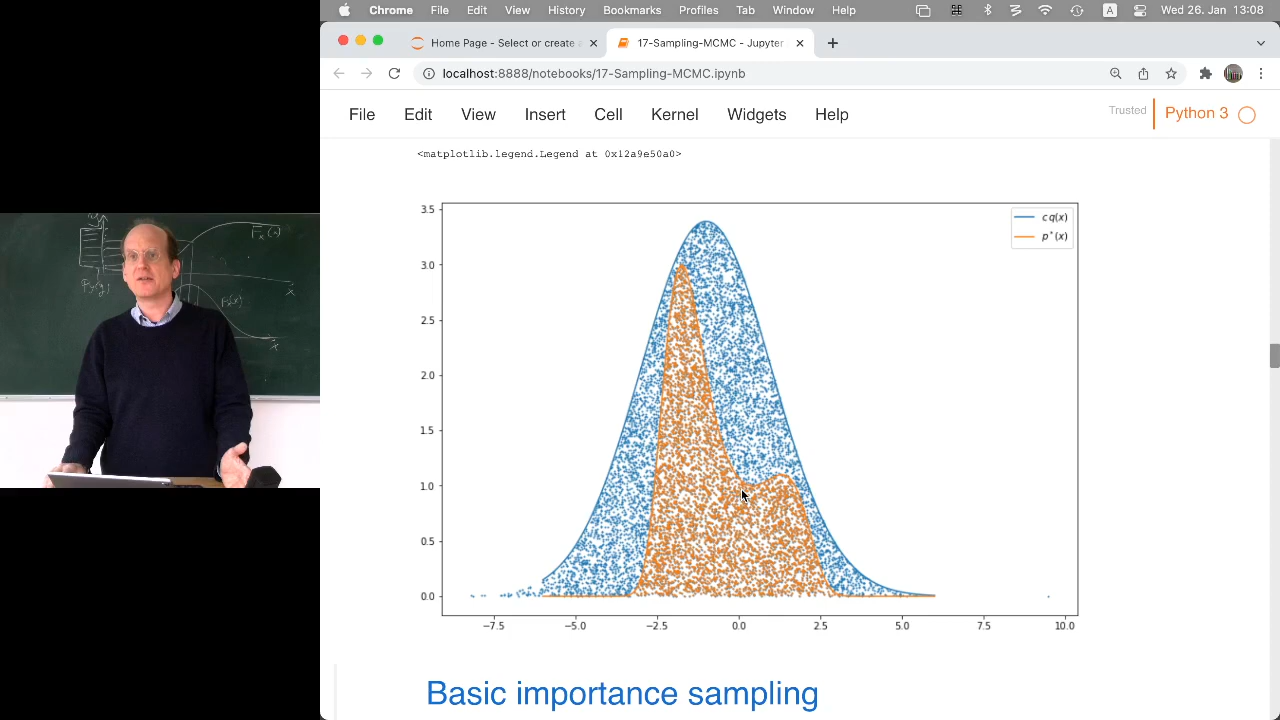 Chrome File Edit View History Bookmarks Profiles Tab Window Help A Wed 26. Jan 13:08
Home Page - Select or create 17-Sampling-MCMC - Jupyter
localhost:8888/notebooks/17-Sampling-MCMC.ipynb
File Edit View Insert Cell Kernel Widgets Help Trusted Python 3
<matplotlib.legend.Legend at 0x12a9e50a0>
3.5
3.0
2.5
2.0
1.5
1.0
0.5
0.0
−7.5 −5.0 −2.5 0.0 2.5 5.0 7.5 10.0
cq(x)
p*(x)
Basic importance sampling
F_x(x)
x
x